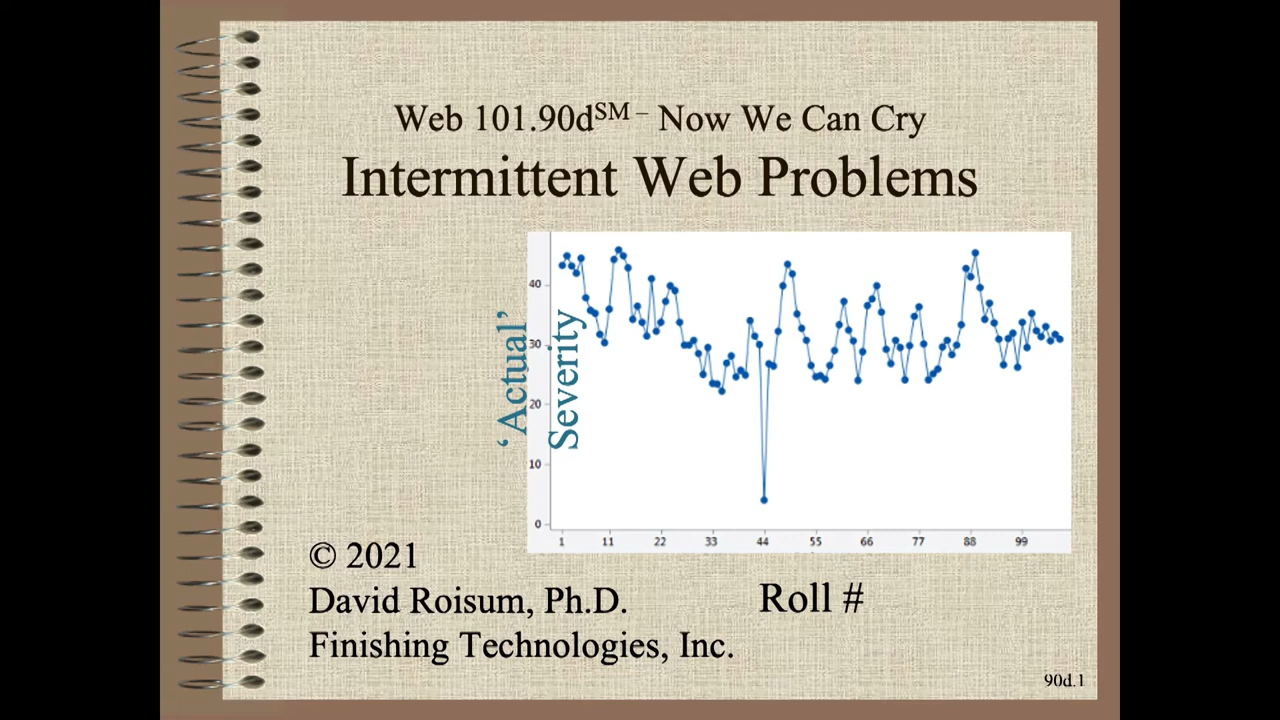 Web 101.90dSM – Now We Can Cry
Intermittent Web Problems
‘Actual’
Severity
40
30
20
10
0
1 11 22 33 44 55 66 77 88 99
Roll #
© 2021
David Roisum, Ph.D.
Finishing Technologies, Inc.
90d.1